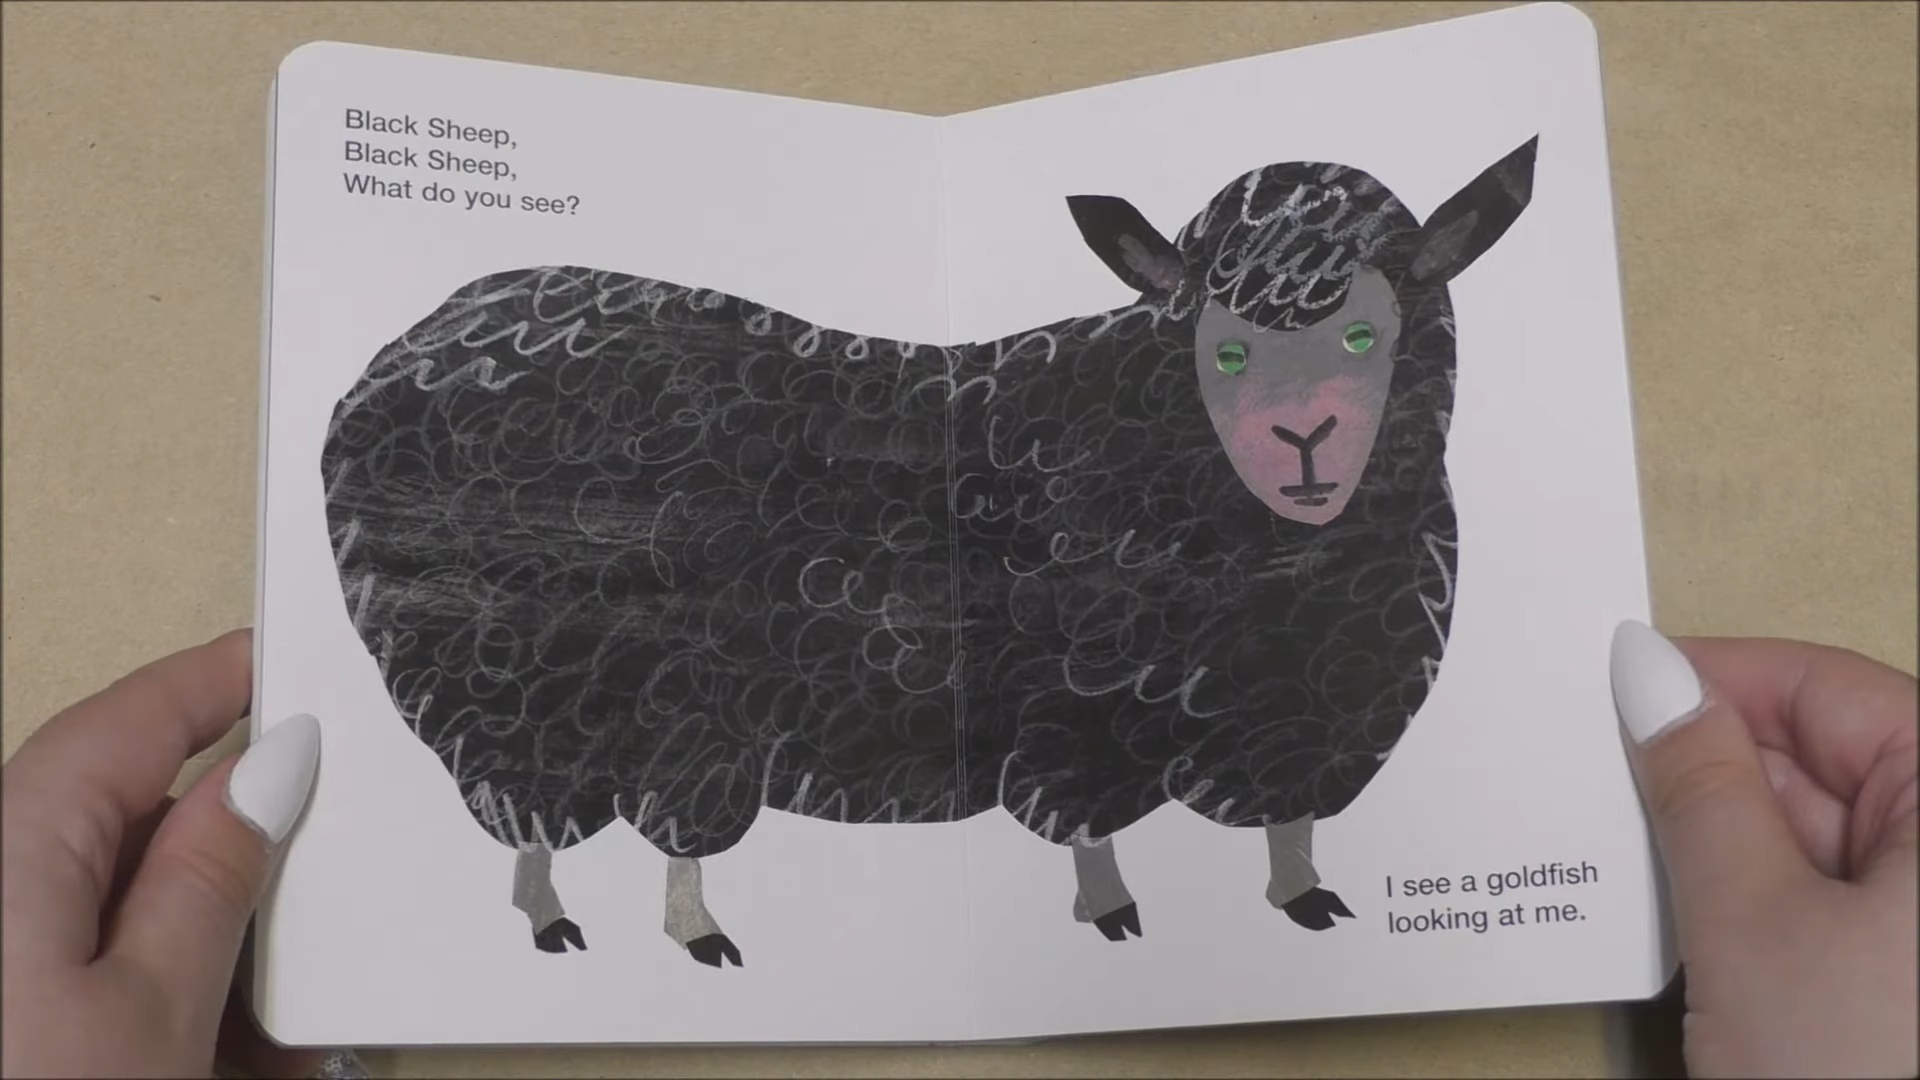 Black Sheep,
Black Sheep,
What do you see?
I see a goldfish
looking at me.